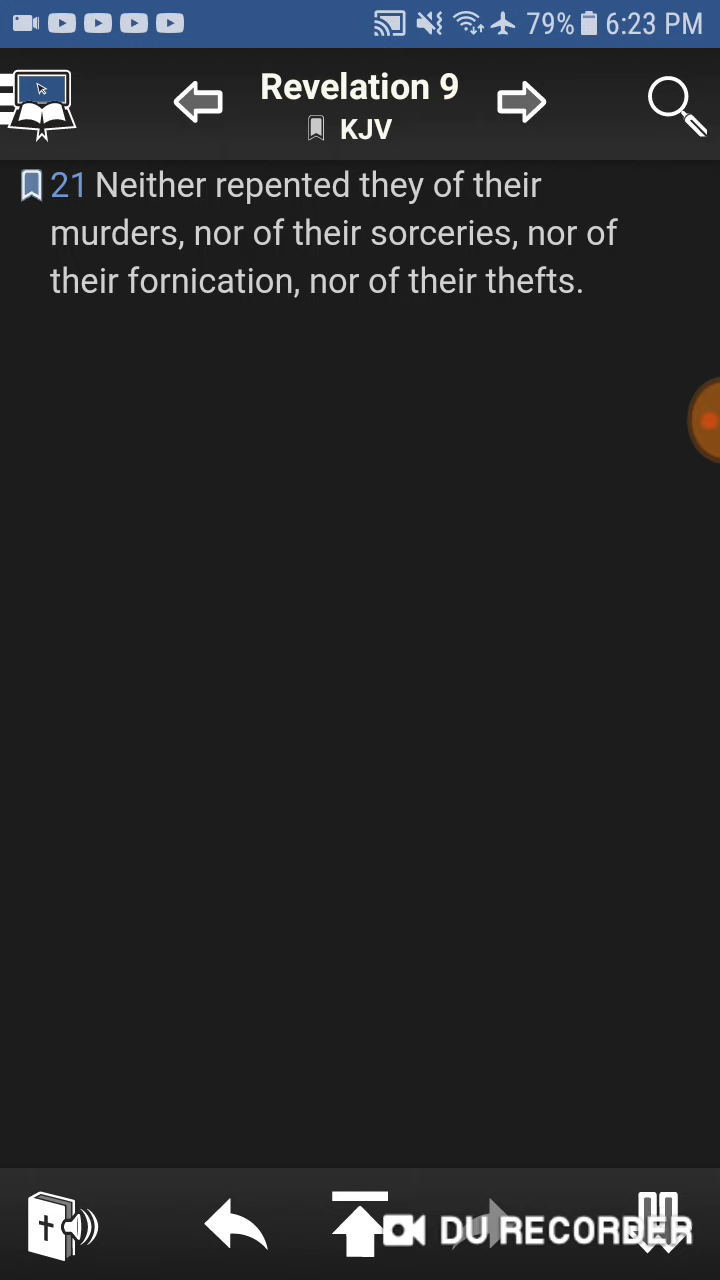 79% 6:23 PM
Revelation 9
KJV
21 Neither repented they of their
murders, nor of their sorceries, nor of
their fornication, nor of their thefts.
DU RECORDER